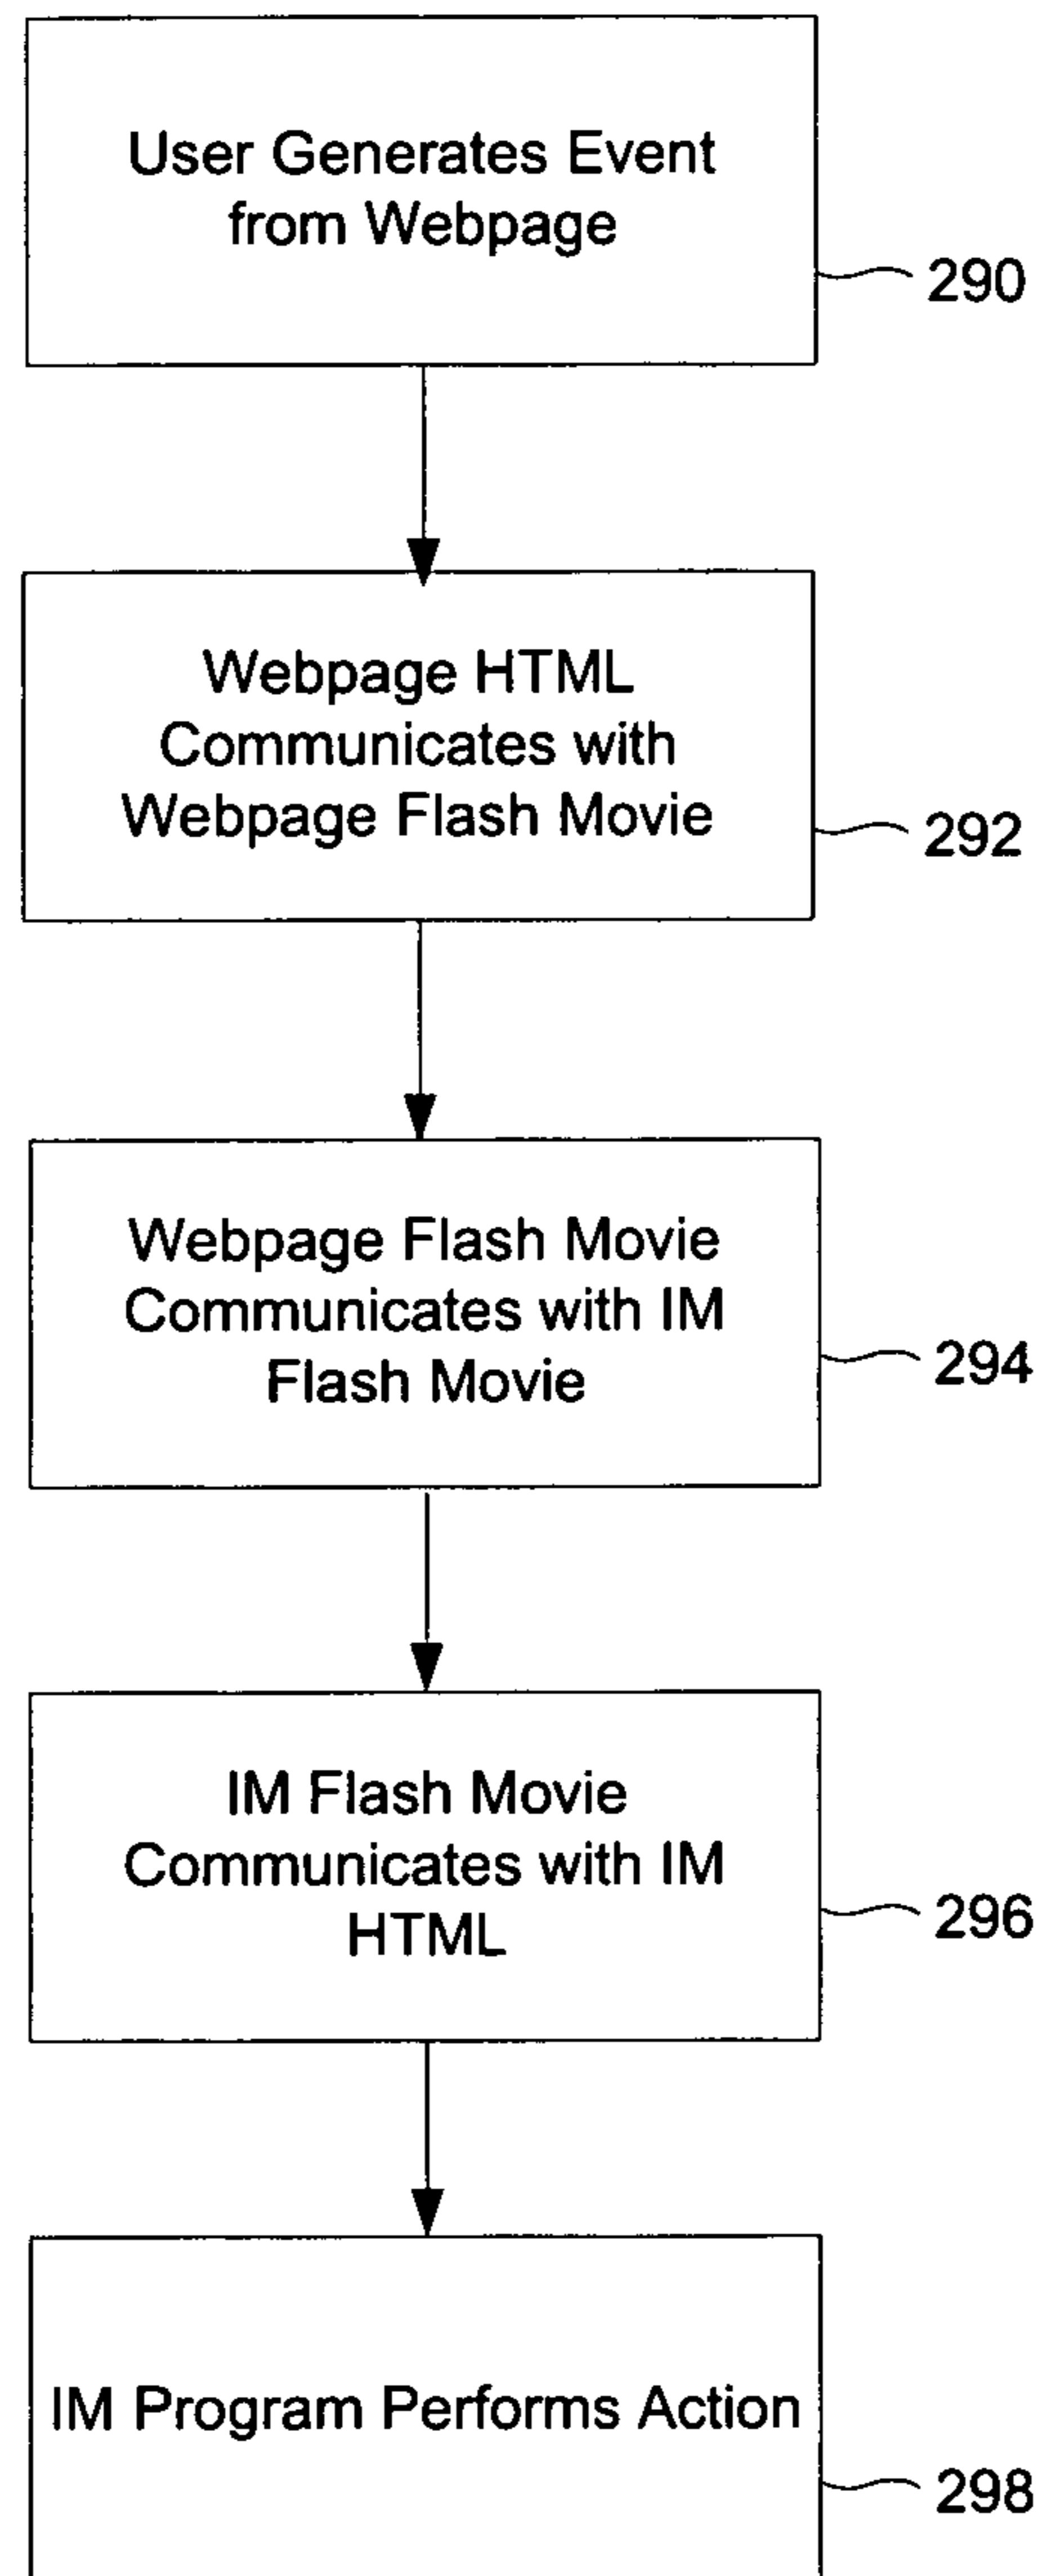 User Generates Event
from Webpage
290
Webpage HTML
Communicates with
Webpage Flash Movie
292
Webpage Flash Movie
Communicates with IM
Flash Movie
294
IM Flash Movie
Communicates with IM
HTML
296
IM Program Performs Action
298